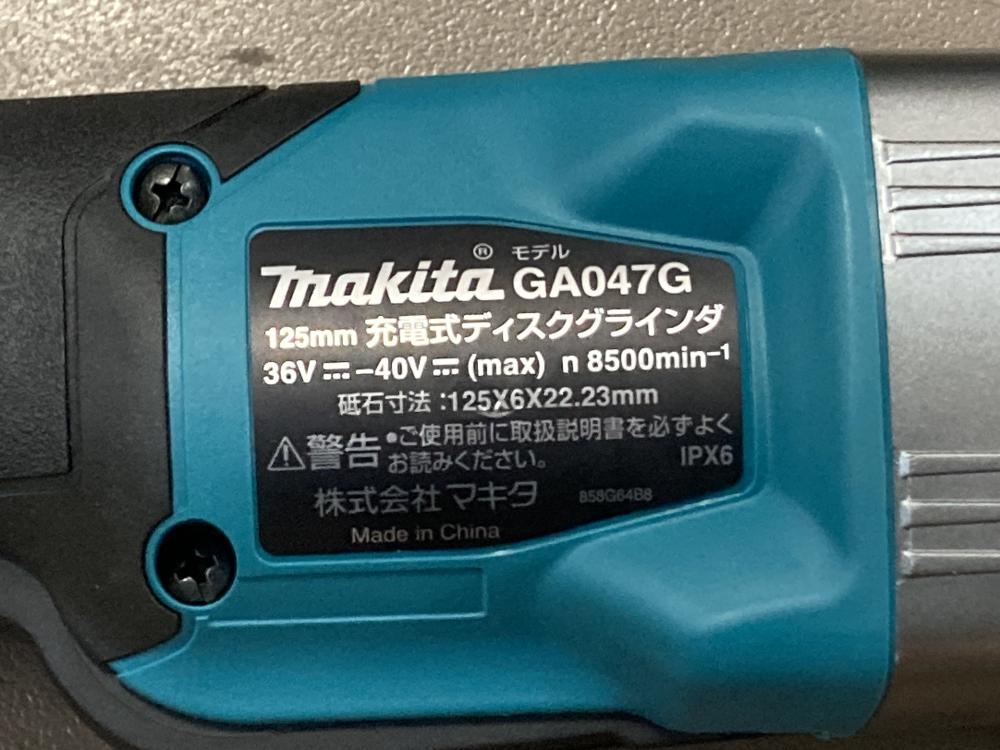 makita® モデル GA047G
125mm 充電式ディスクグラインダ
36V⎓-40V⎓(max) n 8500min⁻¹
砥石寸法:125X6X22.23mm
⚠警告 •ご使用前に取扱説明書を必ずよく
お読みください。 IPX6
株式会社 マキタ 858G64B8
Made in China